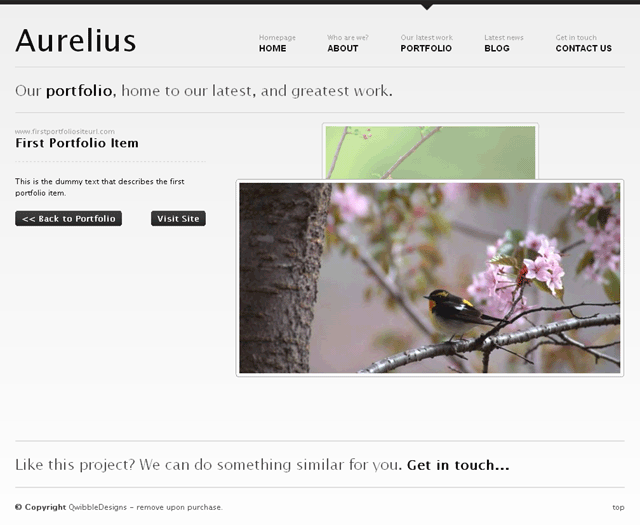 Aurelius
Homepage
HOME
Who are we?
ABOUT
Our latest work
PORTFOLIO
Latest news
BLOG
Get in touch
CONTACT US
Our portfolio, home to our latest, and greatest work.
www.firstportfoliositeurl.com
First Portfolio Item
This is the dummy text that describes the first
portfolio item.
<< Back to Portfolio
Visit Site
Like this project? We can do something similar for you. Get in touch...
© Copyright QwibbleDesigns – remove upon purchase.
top